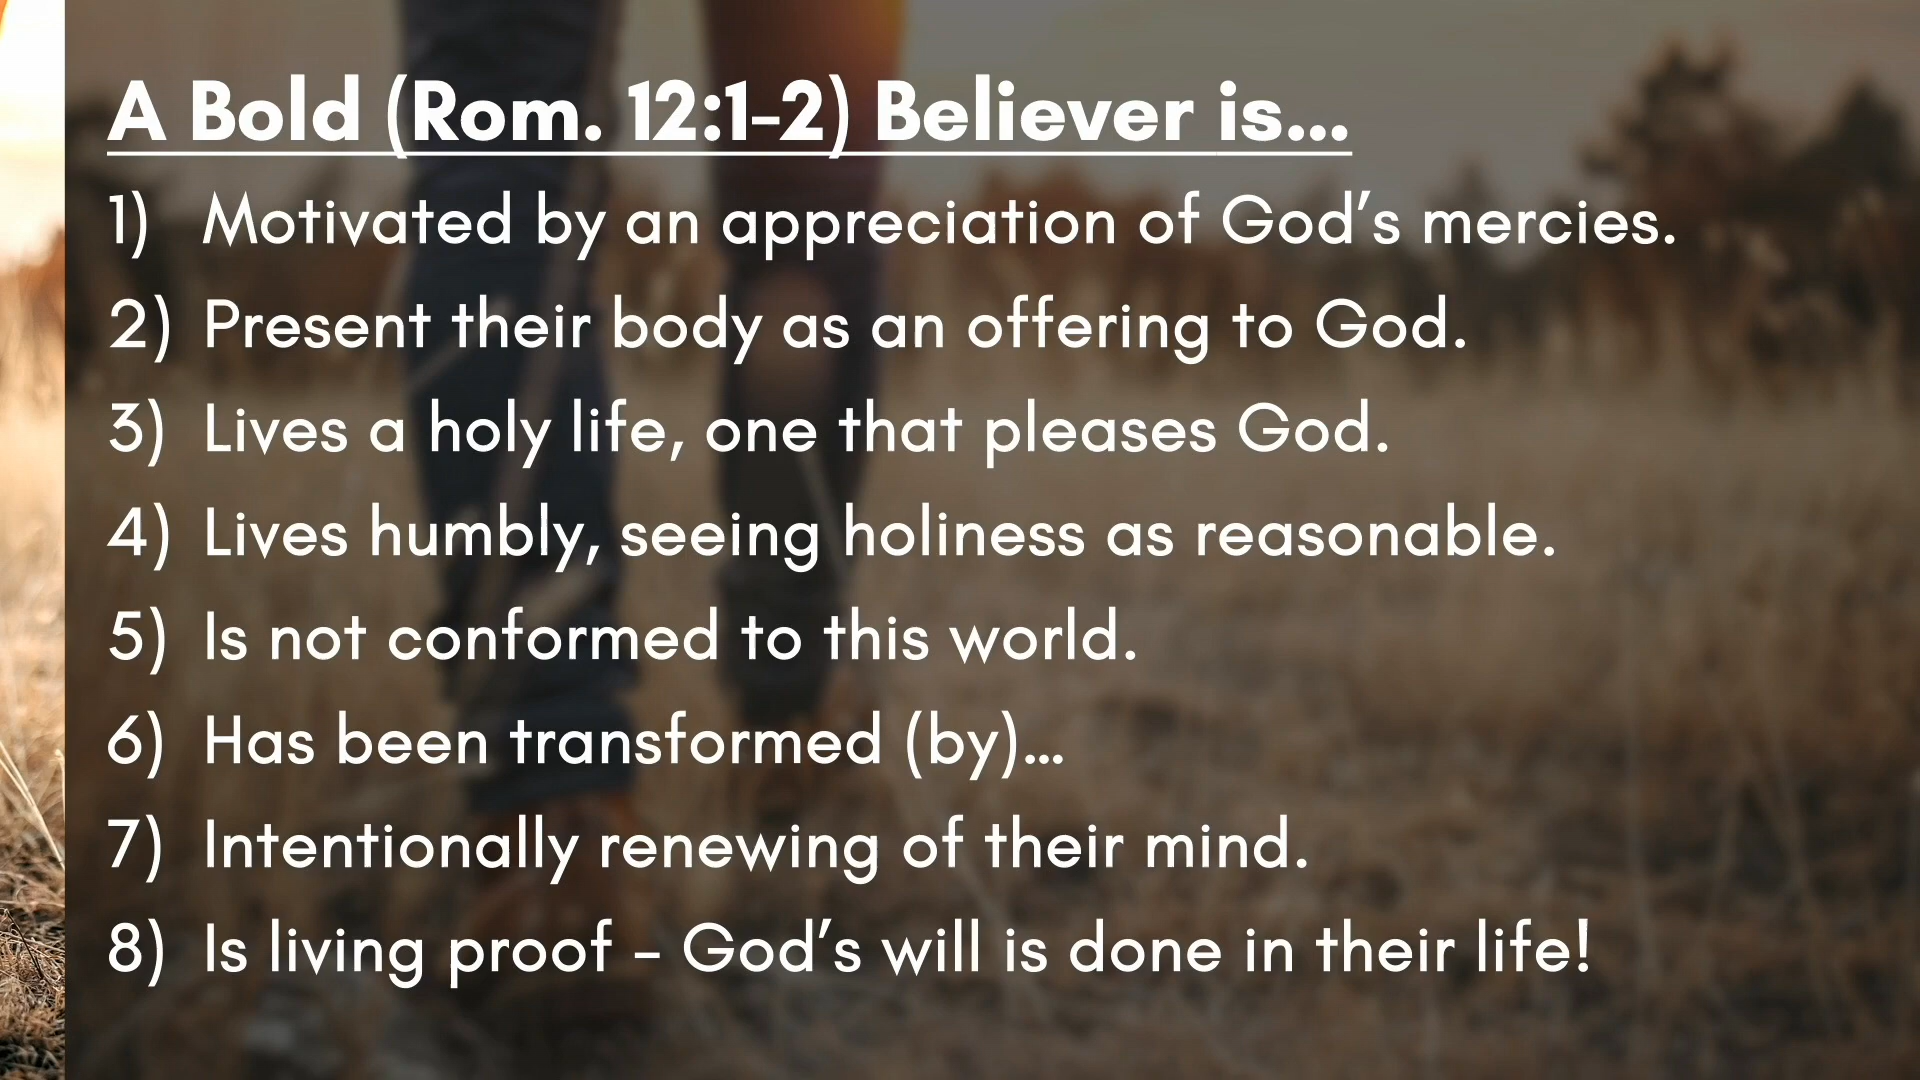 A Bold (Rom. 12:1-2) Believer is...
1) Motivated by an appreciation of God's mercies.
2) Present their body as an offering to God.
3) Lives a holy life, one that pleases God.
4) Lives humbly, seeing holiness as reasonable.
5) Is not conformed to this world.
6) Has been transformed (by)...
7) Intentionally renewing of their mind.
8) Is living proof - God's will is done in their life!